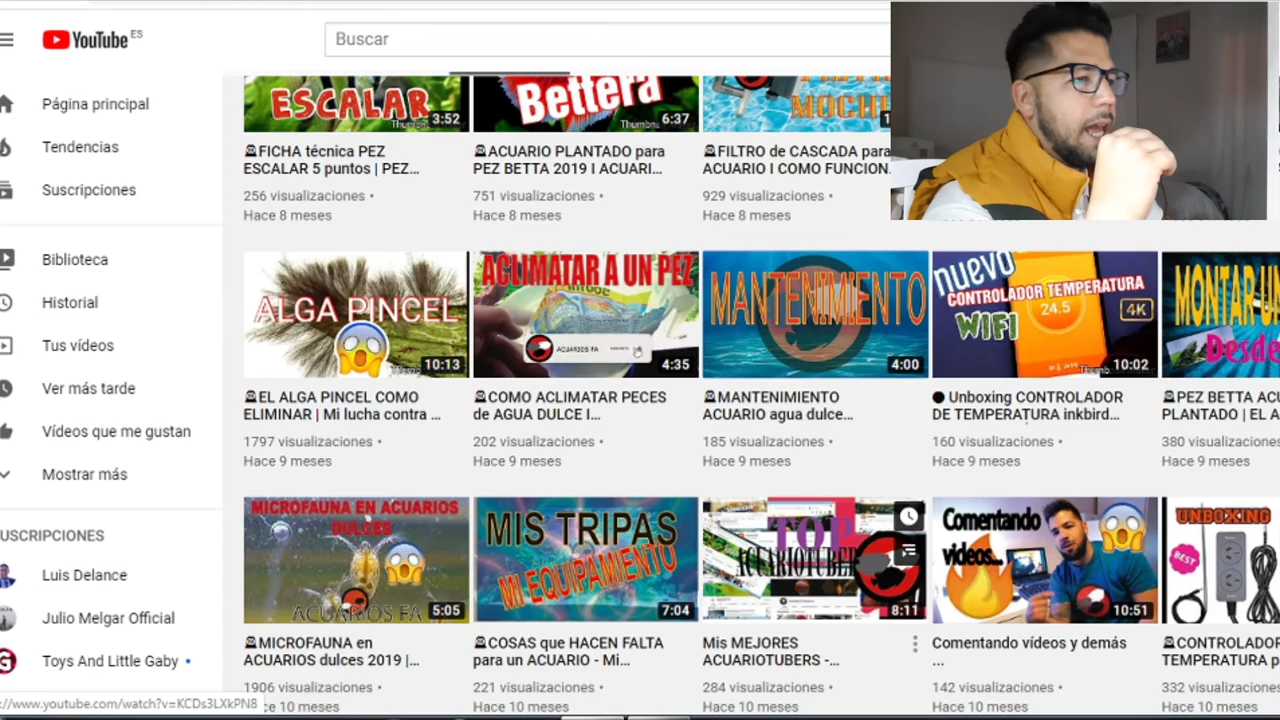 YouTube ES
Buscar
Página principal
Tendencias
Suscripciones
Biblioteca
Historial
Tus vídeos
Ver más tarde
Vídeos que me gustan
Mostrar más
USCRIPCIONES
Luis Delance
Julio Melgar Official
Toys And Little Gaby
://www.youtube.com/watch?v=KCDs3LXkPN8
ESCALAR
3:52
FICHA técnica PEZ
ESCALAR 5 puntos | PEZ...
256 visualizaciones •
Hace 8 meses
Bettera
6:37
ACUARIO PLANTADO para
PEZ BETTA 2019 I ACUARI...
751 visualizaciones •
Hace 8 meses
MOCHI
FILTRO de CASCADA para
ACUARIO I COMO FUNCION.
929 visualizaciones •
Hace 8 meses
ALGA PINCEL
10:13
EL ALGA PINCEL COMO
ELIMINAR | Mi lucha contra ...
1797 visualizaciones •
Hace 9 meses
ACLIMATAR A UN PEZ
ACUARIOS FA
4:35
COMO ACLIMATAR PECES
de AGUA DULCE I...
202 visualizaciones •
Hace 9 meses
MANTENIMIENTO
4:00
MANTENIMIENTO
ACUARIO agua dulce...
185 visualizaciones •
Hace 9 meses
nuevo
CONTROLADOR TEMPERATURA
24.5
WIFI
4K
10:02
Unboxing CONTROLADOR
DE TEMPERATURA inkbird...
160 visualizaciones •
Hace 9 meses
MONTAR UN
Desde
PEZ BETTA ACU
PLANTADO | EL A
380 visualizaciones
Hace 9 meses
MICROFAUNA EN ACUARIOS
DULCES
ACUARIOS FA
5:05
MICROFAUNA en
ACUARIOS dulces 2019 |...
1906 visualizaciones •
ce 10 meses
MIS TRIPAS
MI EQUIPAMIENTO
7:04
COSAS que HACEN FALTA
para un ACUARIO - Mi...
221 visualizaciones •
Hace 10 meses
TOP
ACUARIOTUBER
8:11
Mis MEJORES
ACUARIOTUBERS -...
284 visualizaciones •
Hace 10 meses
Comentando
videos...
10:51
Comentando vídeos y demás
...
142 visualizaciones •
Hace 10 meses
UNBOXING
BEST
CONTROLADOR
TEMPERATURA p
332 visualizaciones
Hace 10 meses